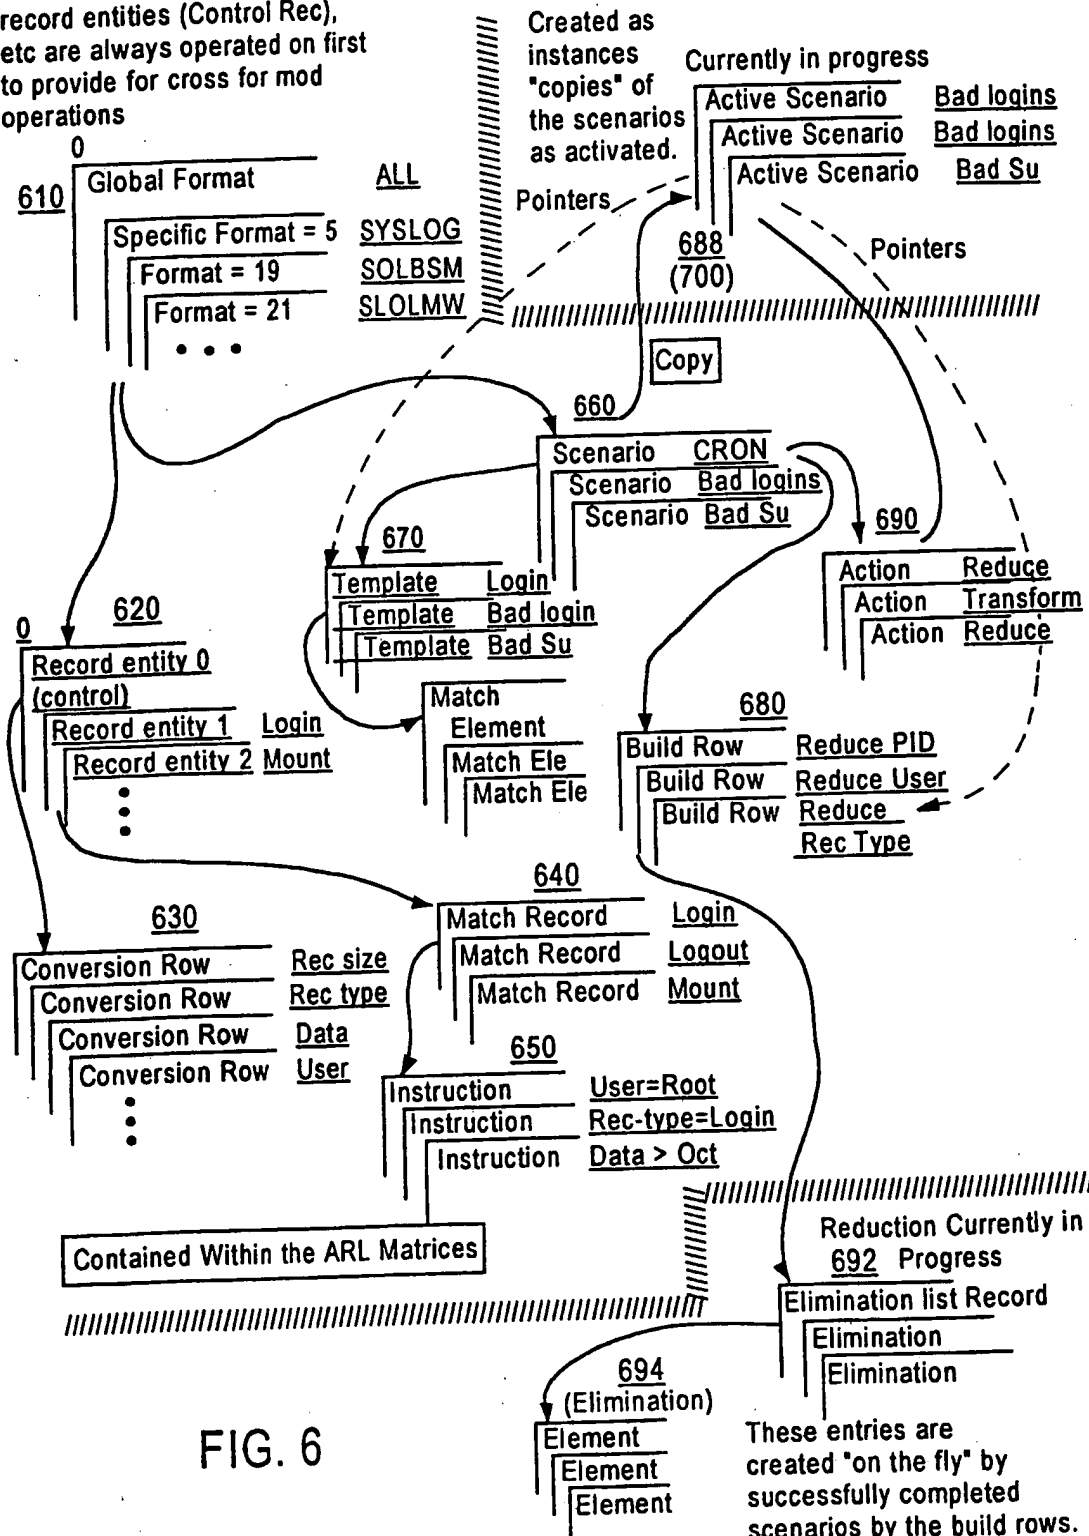 record entities (Control Rec),
etc are always operated on first
to provide for cross for mod
operations
Created as
instances
"copies" of
the scenarios
as activated.
Currently in progress
Active Scenario Bad logins
Active Scenario Bad logins
Active Scenario Bad Su
Pointers
688
(700)
Pointers
0
610
Global Format ALL
Specific Format = 5 SYSLOG
Format = 19 SOLBSM
Format = 21 SLOLMW
Copy
660
Scenario CRON
Scenario Bad logins
Scenario Bad Su
670
Template Login
Template Bad login
Template Bad Su
690
Action Reduce
Action Transform
Action Reduce
620
0
Record entity 0
(control)
Record entity 1 Login
Record entity 2 Mount
Match
Element
Match Ele
Match Ele
680
Build Row Reduce PID
Build Row Reduce User
Build Row Reduce
Rec Type
640
Match Record Login
Match Record Logout
Match Record Mount
630
Conversion Row Rec size
Conversion Row Rec type
Conversion Row Data
Conversion Row User
650
Instruction User=Root
Instruction Rec-type=Login
Instruction Data > Oct
Contained Within the ARL Matrices
Reduction Currently in
692 Progress
Elimination list Record
Elimination
Elimination
694
(Elimination)
Element
Element
Element
FIG. 6
These entries are
created "on the fly" by
successfully completed
scenarios by the build rows.